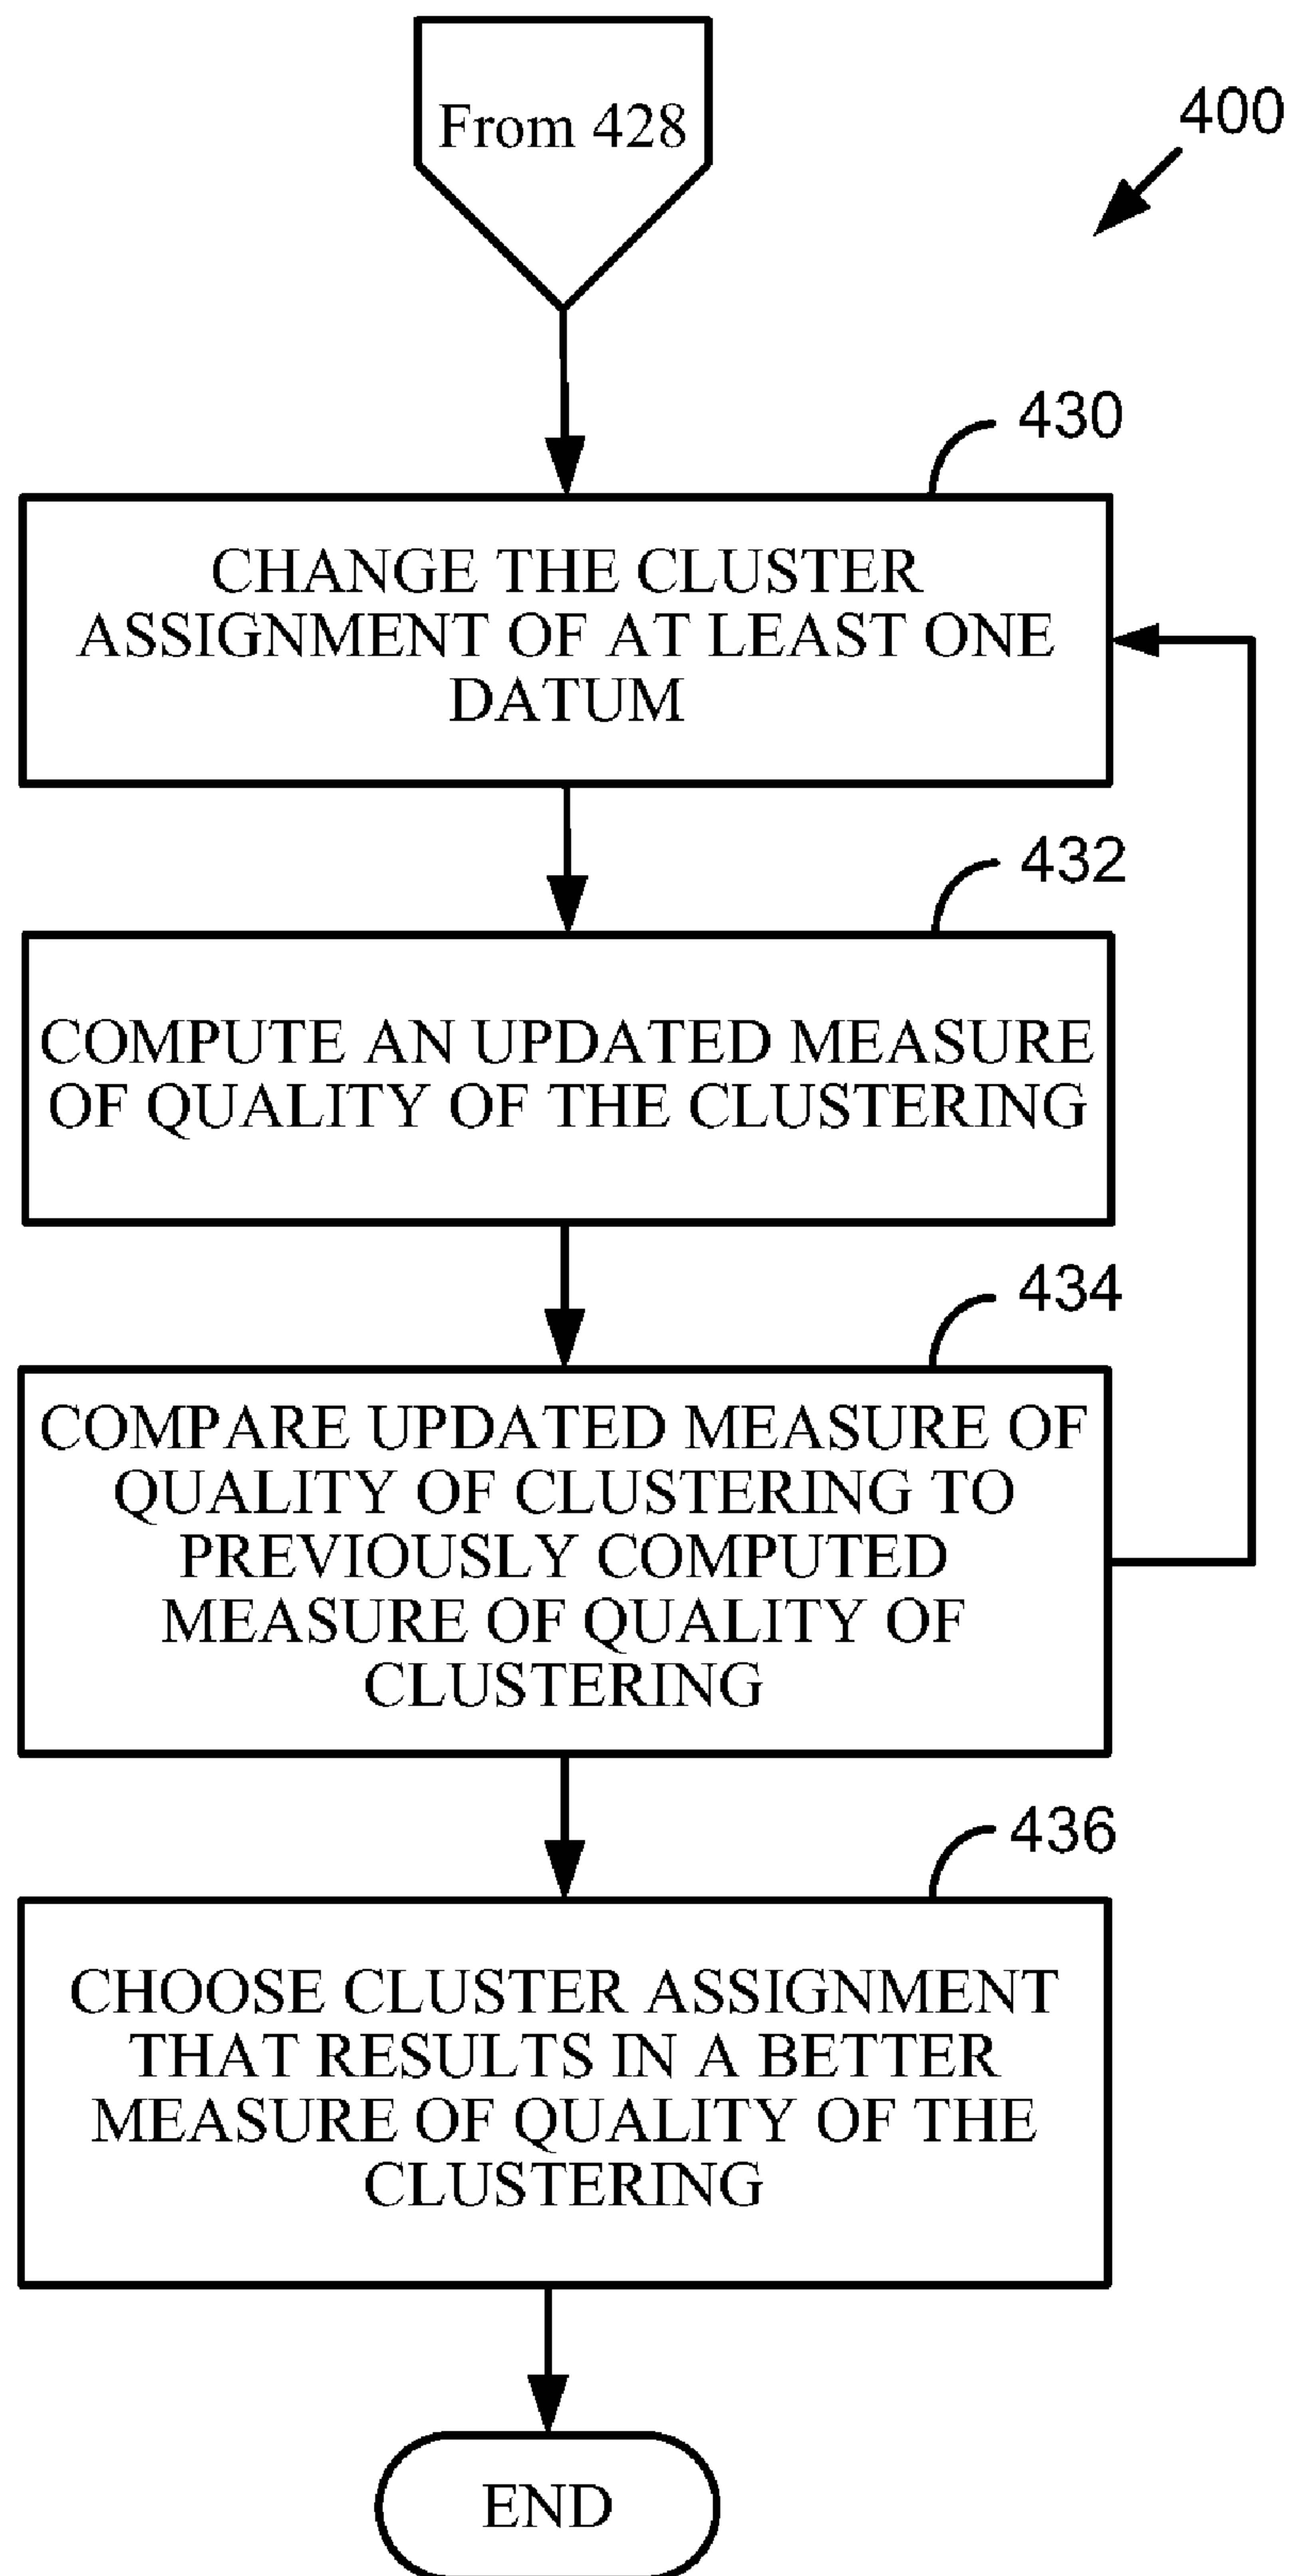 From 428
400
430
CHANGE THE CLUSTER
ASSIGNMENT OF AT LEAST ONE
DATUM
432
COMPUTE AN UPDATED MEASURE
OF QUALITY OF THE CLUSTERING
434
COMPARE UPDATED MEASURE OF
QUALITY OF CLUSTERING TO
PREVIOUSLY COMPUTED
MEASURE OF QUALITY OF
CLUSTERING
436
CHOOSE CLUSTER ASSIGNMENT
THAT RESULTS IN A BETTER
MEASURE OF QUALITY OF THE
CLUSTERING
END